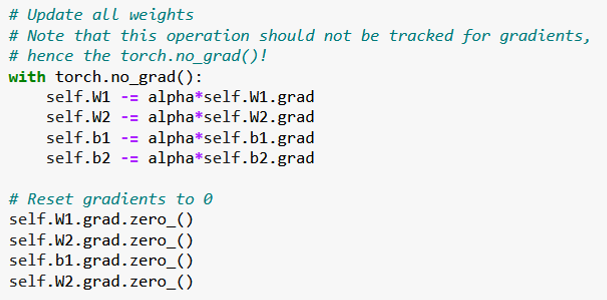 # Update all weights
# Note that this operation should not be tracked for gradients,
# hence the torch.no_grad()!
with torch.no_grad():
    self.W1 -= alpha*self.W1.grad
    self.W2 -= alpha*self.W2.grad
    self.b1 -= alpha*self.b1.grad
    self.b2 -= alpha*self.b2.grad

# Reset gradients to 0
self.W1.grad.zero_()
self.W2.grad.zero_()
self.b1.grad.zero_()
self.W2.grad.zero_()